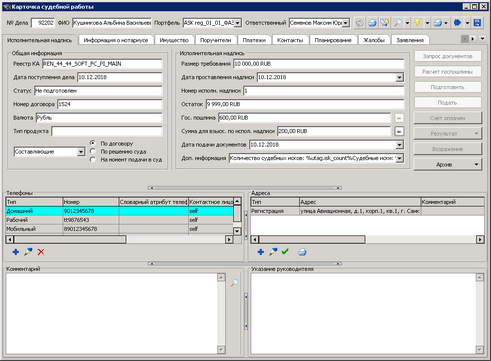 Карточка судебной работы
№ Дела 92202 ФИО Кушникова Альбина Васильевн Портфель ASK reg_01_01_ФАЗ Ответственный Семенов Максим Юрь
Исполнительная надпись Информация о нотариусе Имущество Поручители Платежи Контакты Планирование Жалобы Заявления
Общая информация
Реестр КА REN_44_44_SOFT_PC_PI_MAIN
Дата поступления дела 10.12.2018
Статус Не подготовлен
Номер договора 1524
Валюта Рубль
Тип продукта
Составляющие
По договору
По решению суда
На момент подачи в суд
Исполнительная надпись
Размер требования 10 000,00 RUB
Дата проставления надписи 10.12.2018
Номер исполн. надписи 1
Остаток 9 999,00 RUB
Гос. пошлина 600,00 RUB
Сумма для взыск. по исп. надписи 200,00 RUB
Дата подачи документов 10.12.2018
Доп. информация Количество судебных исков: %utag.isk_count%Судебные иски:
Запрос документов
Расчет госпошлины
Подготовить
Подать
Счет оплачен
Результат
Возражение
Архив
Телефоны
Тип Номер Словарный атрибут телеф Контактное лицо
Домашний 9012345678 self
Рабочий tt9876543 self
Мобильный 89012345678 self
Адреса
Тип Адрес Комментарий
Регистрация улица Авиационная, д.1, корп.1, кв.1, г. Санк
Комментарий
Указание руководителя